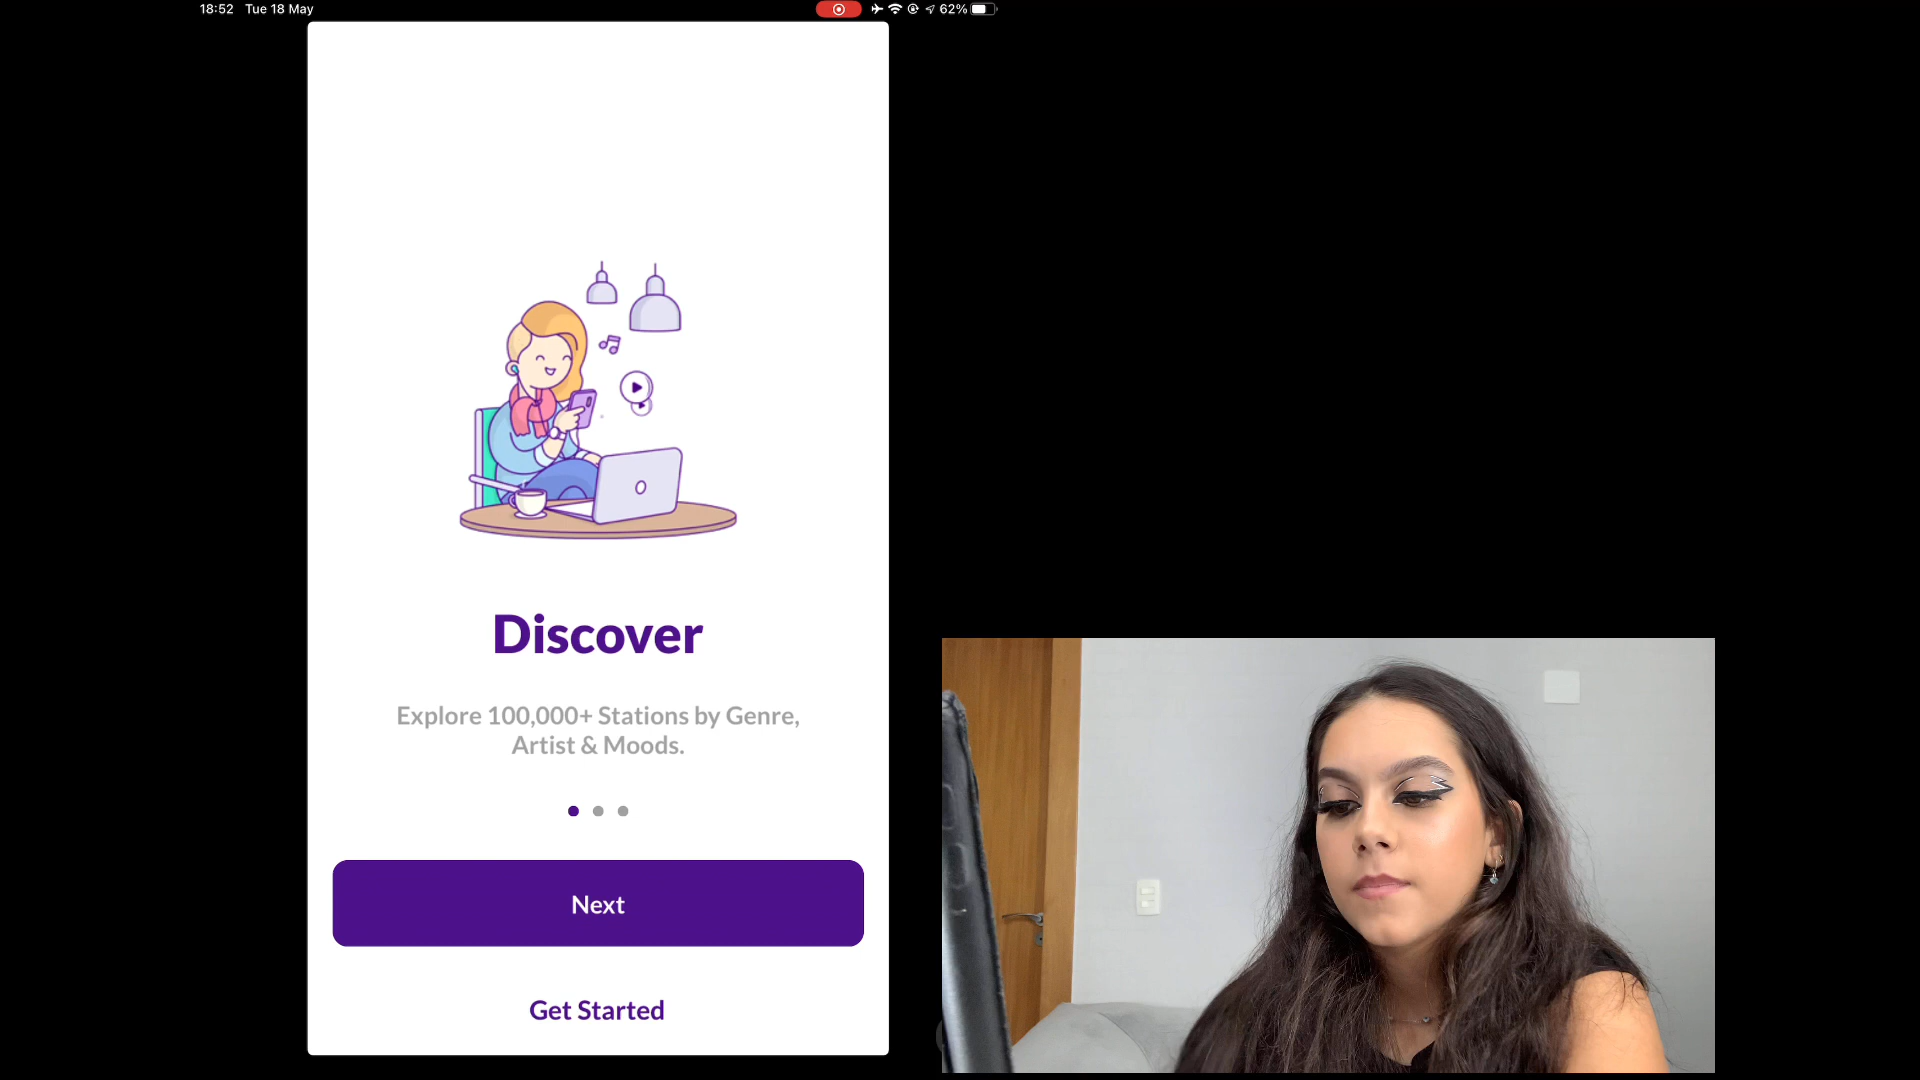 18:52 Tue 18 May
62%
Discover
Explore 100,000+ Stations by Genre,
Artist & Moods.
Next
Get Started